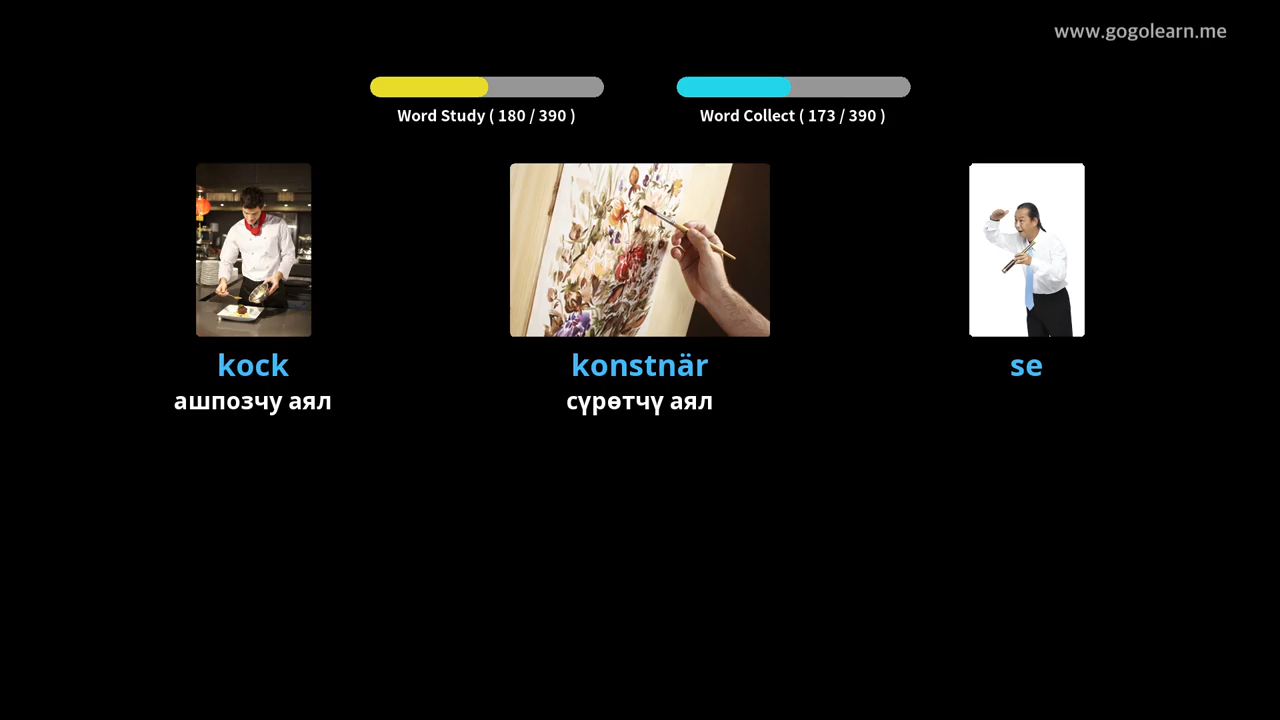 www.gogolearn.me
Word Study ( 180 / 390 )
Word Collect ( 173 / 390 )
kock
ашпозчу аял
konstnär
сүрөтчү аял
se